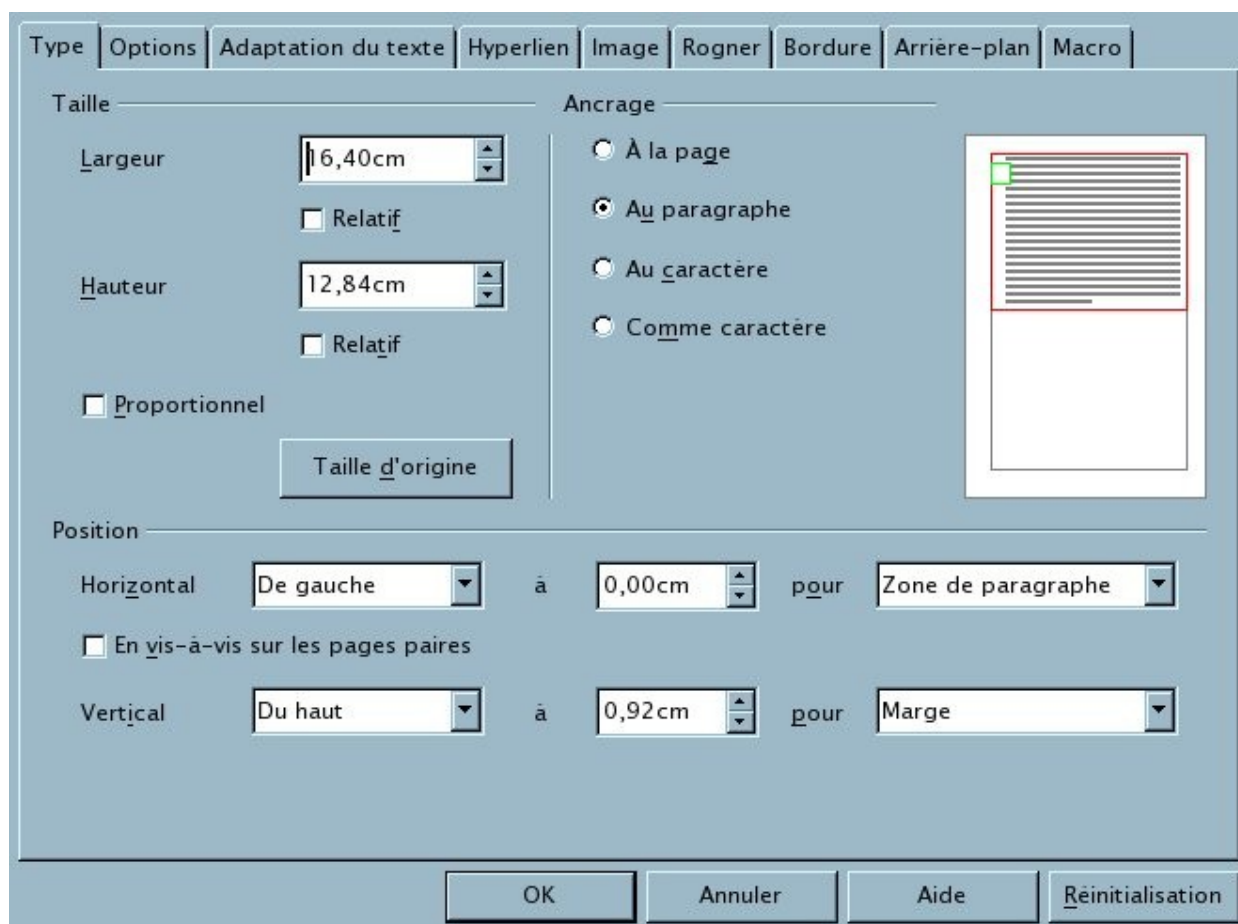 Type Options Adaptation du texte Hyperlien Image Rogner Bordure Arrière-plan Macro
Taille
Largeur 16,40cm
Relatif
Hauteur 12,84cm
Relatif
Proportionnel
Taille d'origine
Ancrage
À la page
Au paragraphe
Au caractère
Comme caractère
Position
Horizontal De gauche à 0,00cm pour Zone de paragraphe
En vis-à-vis sur les pages paires
Vertical Du haut à 0,92cm pour Marge
OK Annuler Aide Réinitialisation